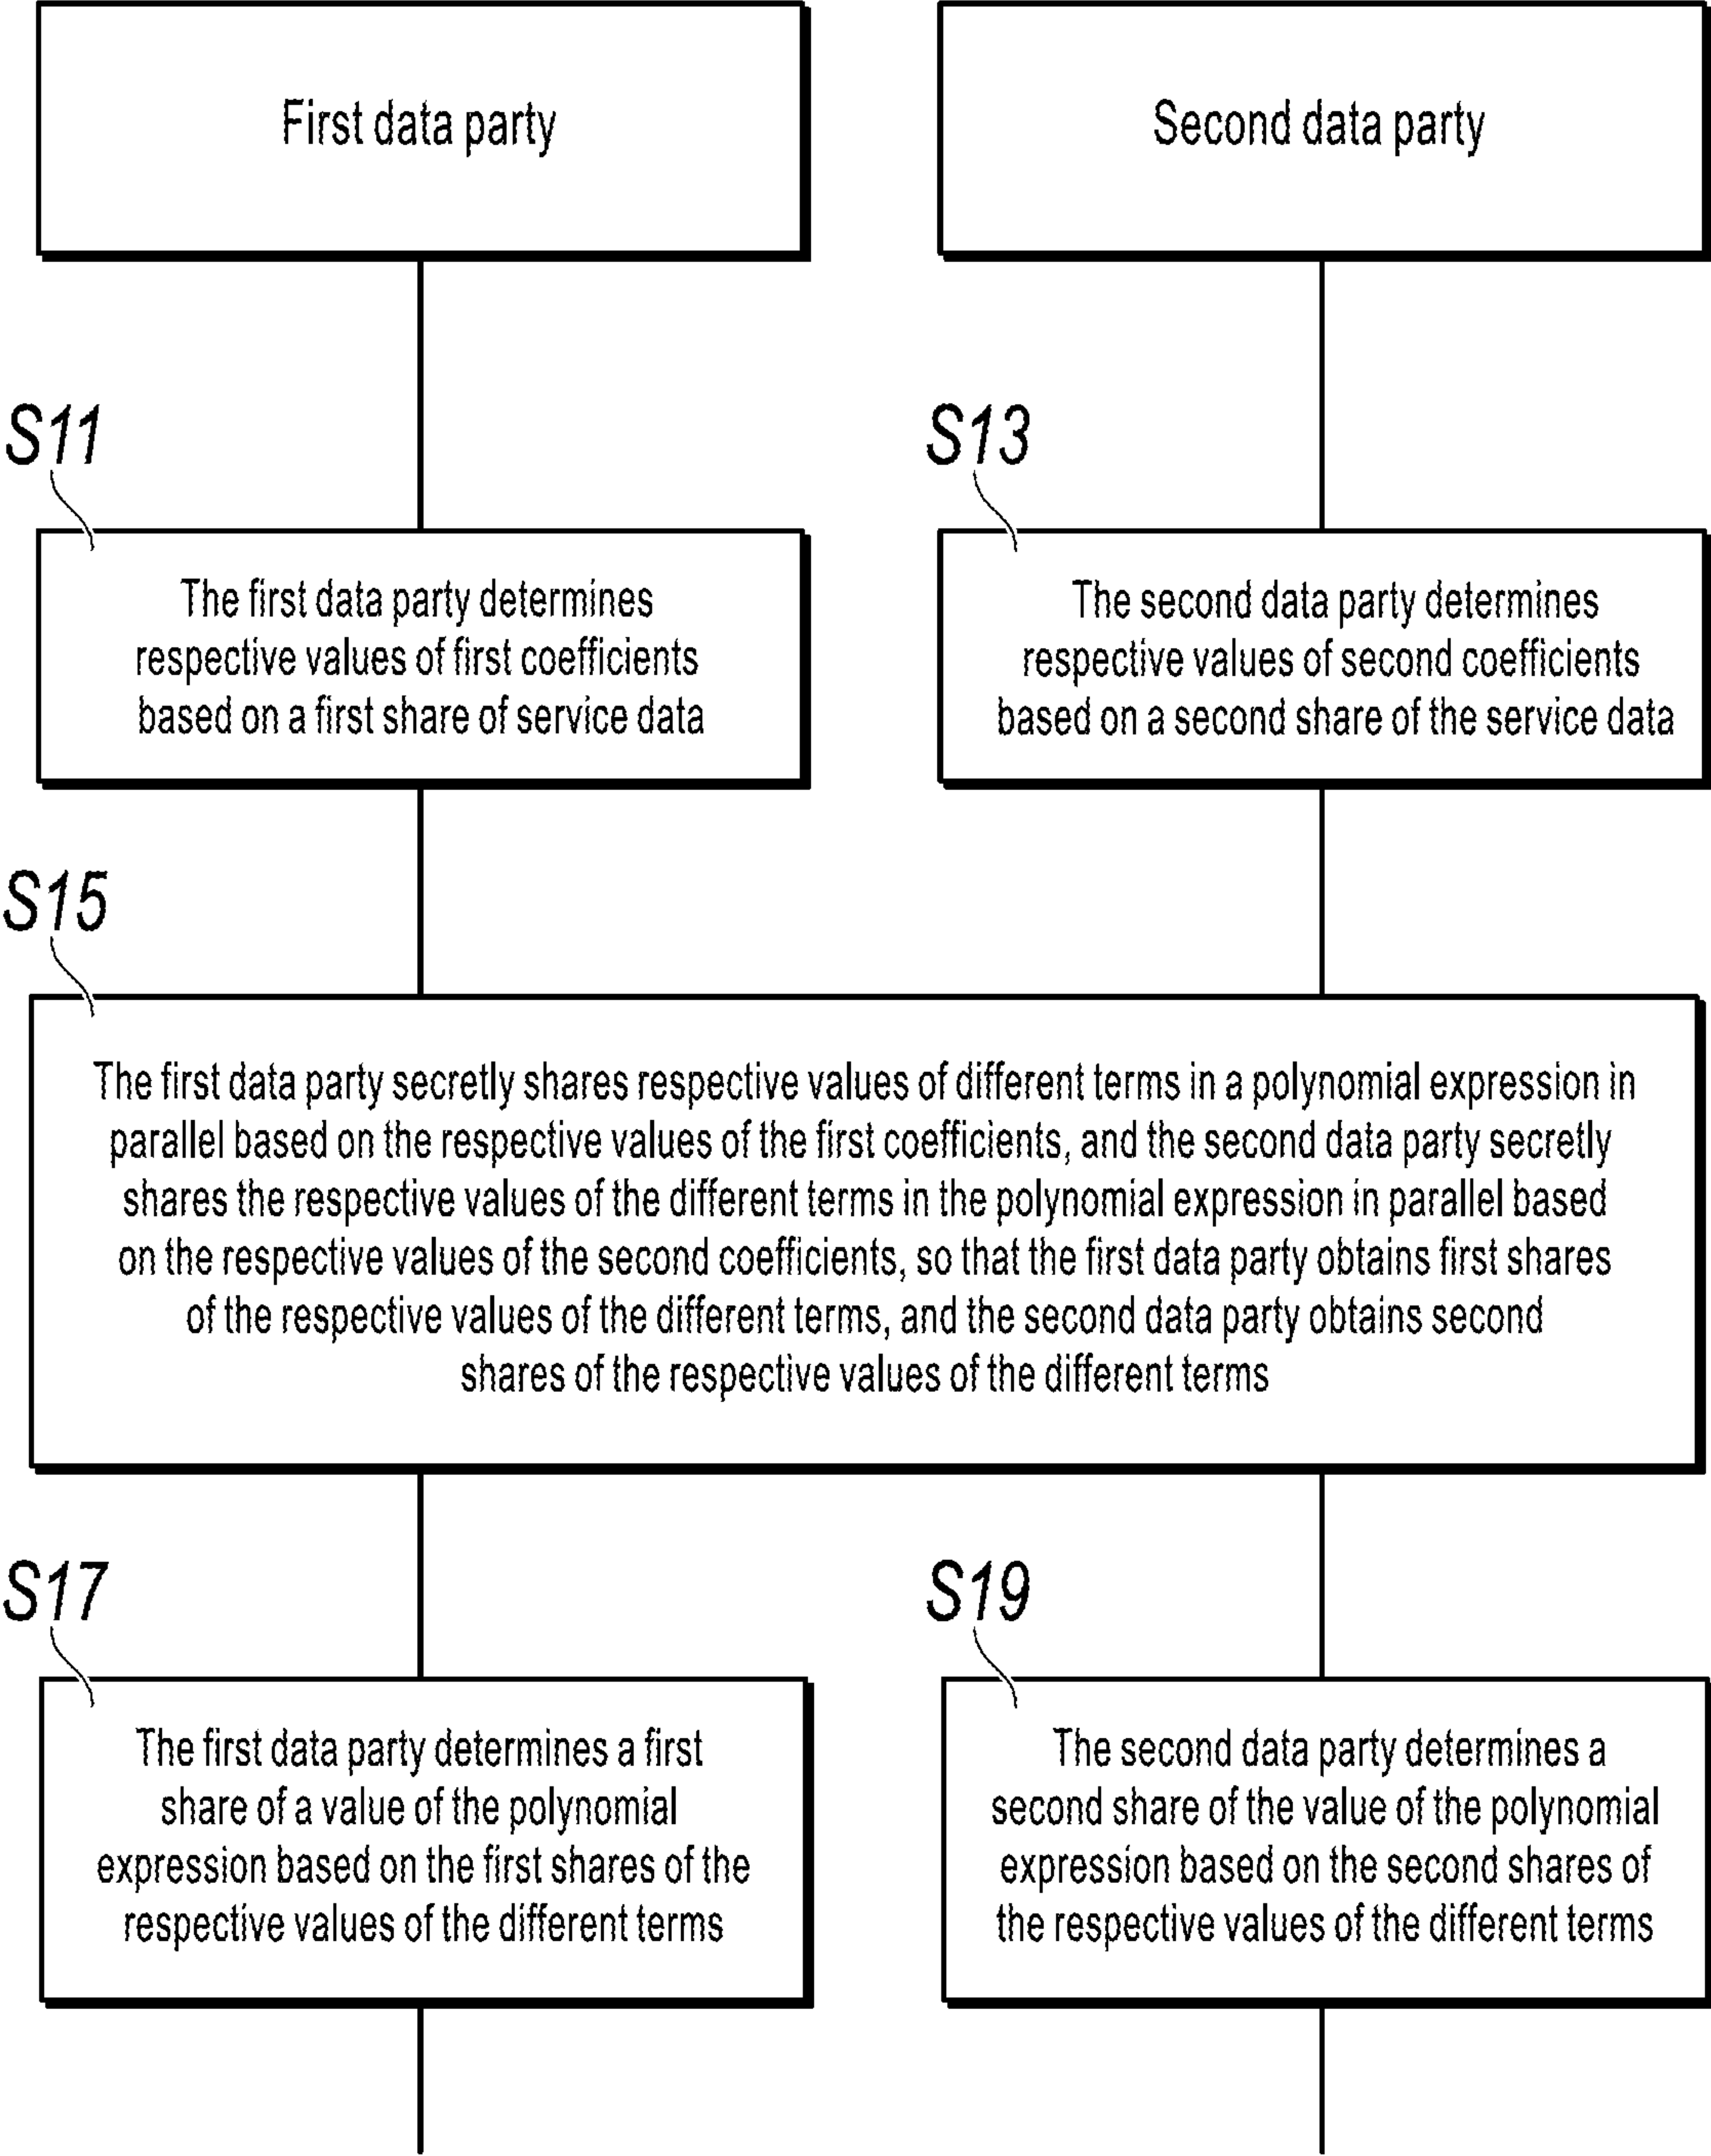 First data party
Second data party
S11
The first data party determines
respective values of first coefficients
based on a first share of service data
S13
The second data party determines
respective values of second coefficients
based on a second share of the service data
S15
The first data party secretly shares respective values of different terms in a polynomial expression in
parallel based on the respective values of the first coefficients, and the second data party secretly
shares the respective values of the different terms in the polynomial expression in parallel based
on the respective values of the second coefficients, so that the first data party obtains first shares
of the respective values of the different terms, and the second data party obtains second
shares of the respective values of the different terms
S17
The first data party determines a first
share of a value of the polynomial
expression based on the first shares of the
respective values of the different terms
S19
The second data party determines a
second share of the value of the polynomial
expression based on the second shares of
the respective values of the different terms